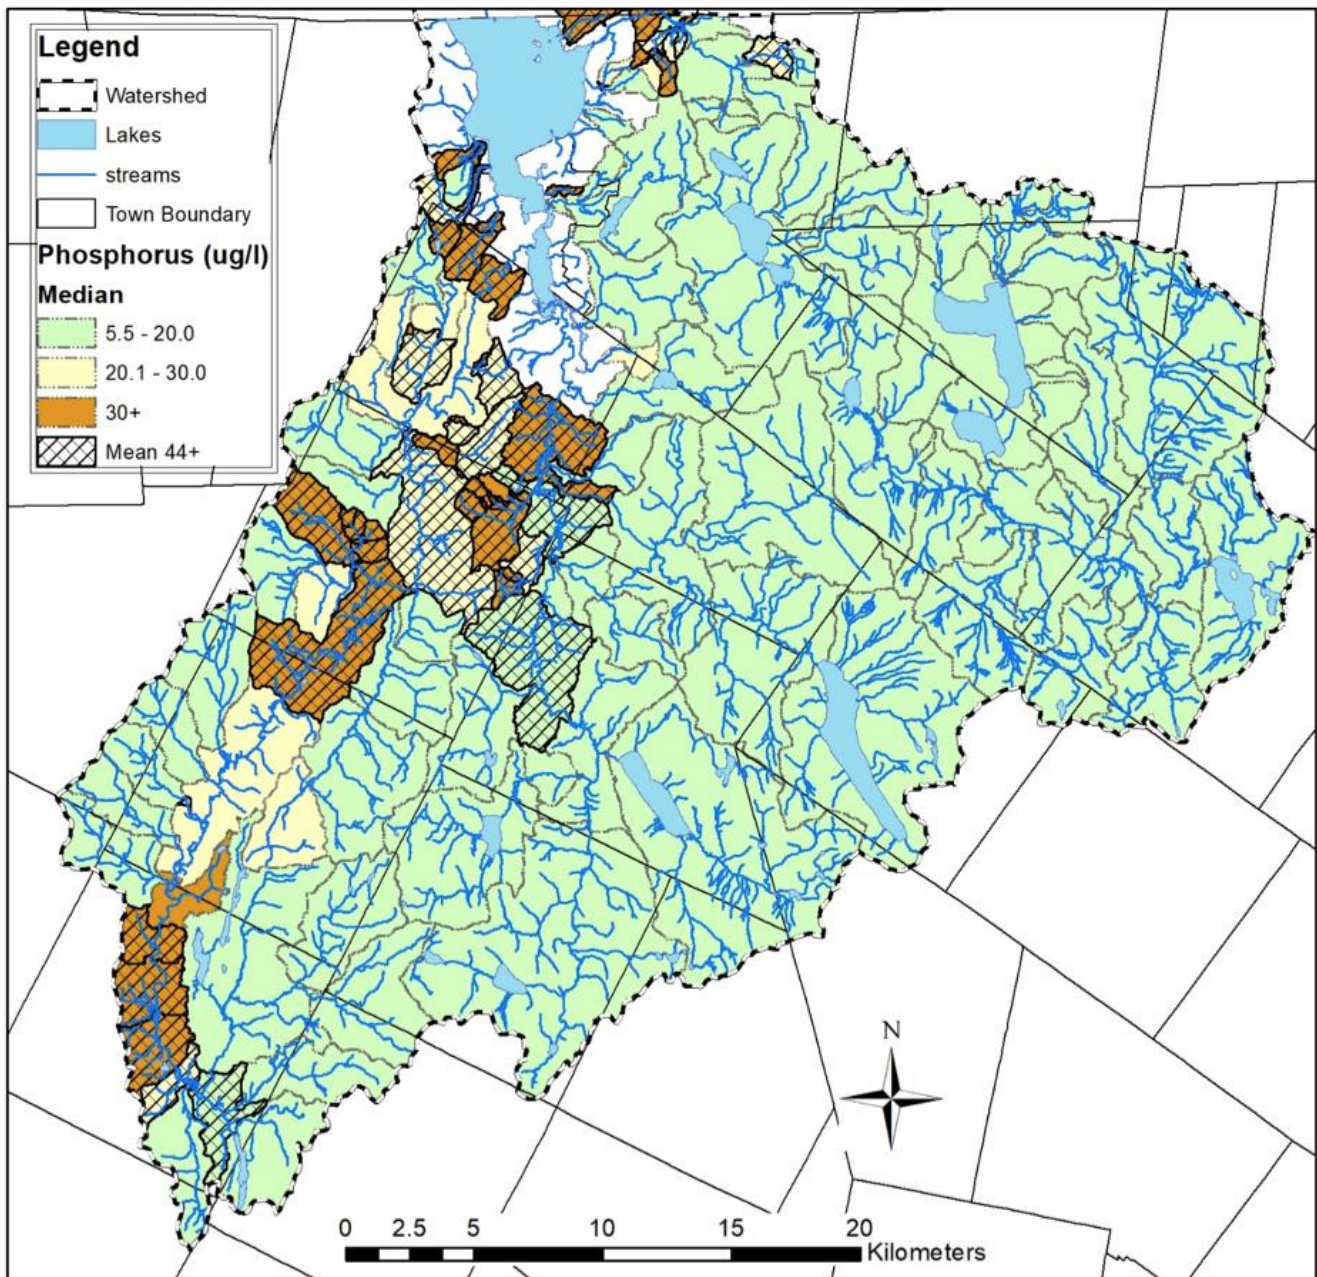 Legend
Watershed
Lakes
streams
Town Boundary
Phosphorus (ug/l)
Median
5.5 - 20.0
20.1 - 30.0
30+
Mean 44+
N
0 2.5 5 10 15 20
Kilometers